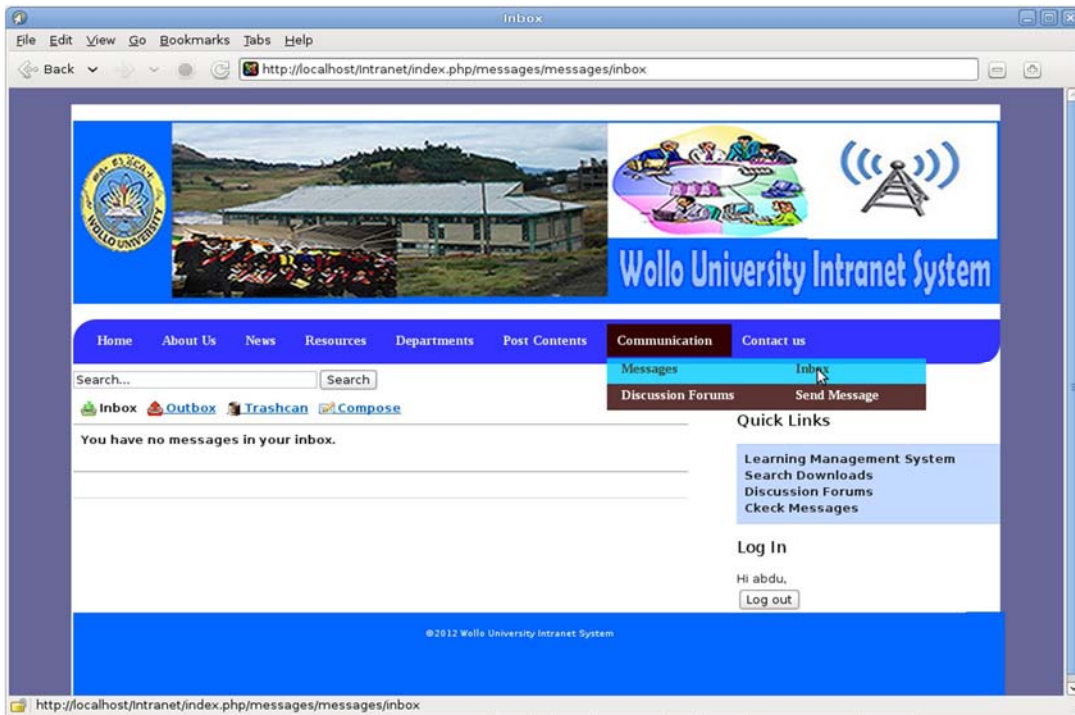 Inbox
File Edit View Go Bookmarks Tabs Help
Back http://localhost/Intranet/index.php/messages/messages/inbox
WOLLO UNIVERSITY
Wollo University Intranet System
Home About Us News Resources Departments Post Contents Communication Contact us
Messages Inbox
Discussion Forums Send Message
Search... Search
Inbox Outbox Trashcan Compose
You have no messages in your inbox.
Quick Links
Learning Management System
Search Downloads
Discussion Forums
Ckeck Messages
Log In
Hi abdu,
Log out
©2012 Wollo University Intranet System
http://localhost/Intranet/index.php/messages/messages/inbox